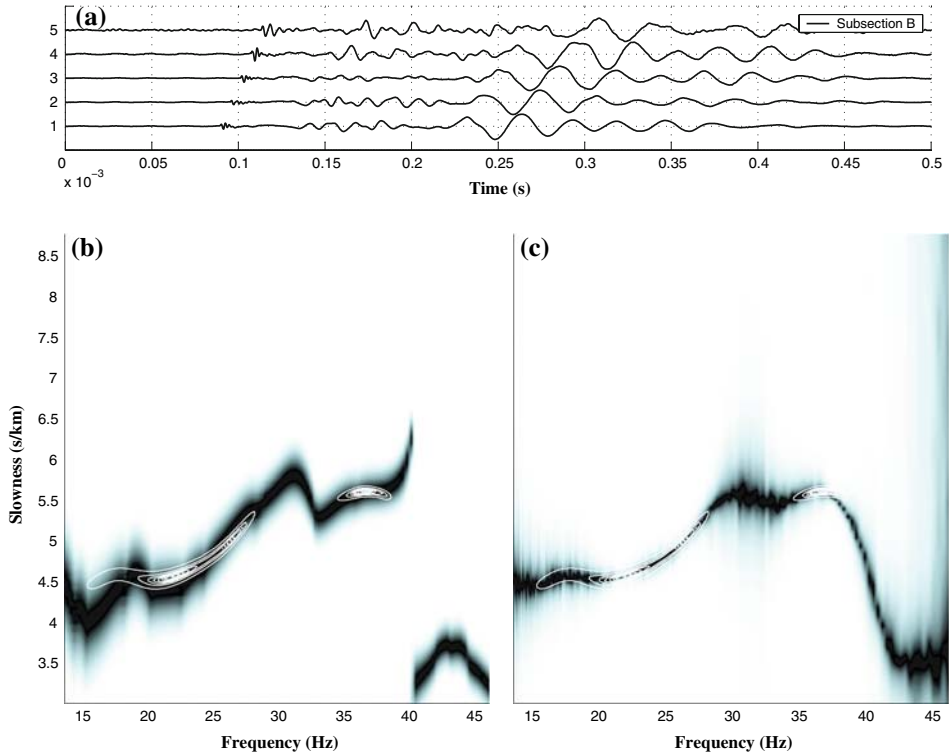 (a)
5
4
3
2
1
Subsection B
0 0.05 0.1 0.15 0.2 0.25 0.3 0.35 0.4 0.45 0.5
x 10⁻³
Time (s)
(b)
(c)
8.5
8
7.5
7
6.5
6
5.5
5
4.5
4
3.5
Slowness (s/km)
15 20 25 30 35 40 45
15 20 25 30 35 40 45
Frequency (Hz)
Frequency (Hz)